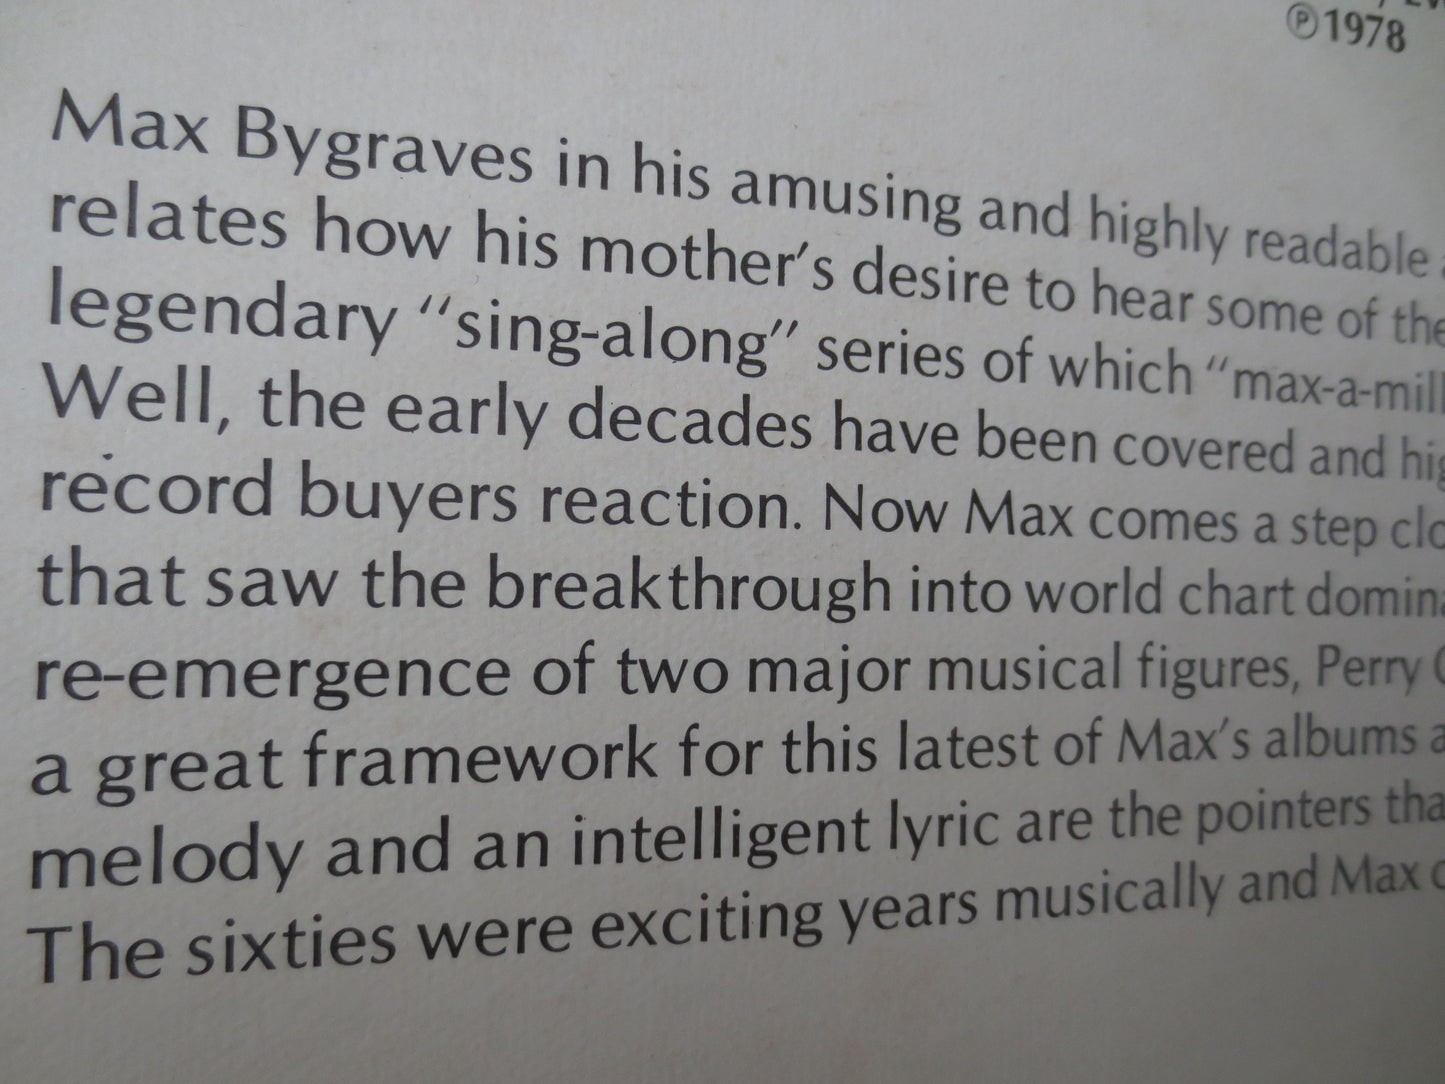 ℗1978
Max Bygraves in his amusing and highly readable
relates how his mother's desire to hear some of the
legendary "sing-along" series of which "max-a-mill
Well, the early decades have been covered and hig
record buyers reaction. Now Max comes a step clo
that saw the breakthrough into world chart domina
re-emergence of two major musical figures, Perry
a great framework for this latest of Max's albums a
melody and an intelligent lyric are the pointers tha
The sixties were exciting years musically and Max